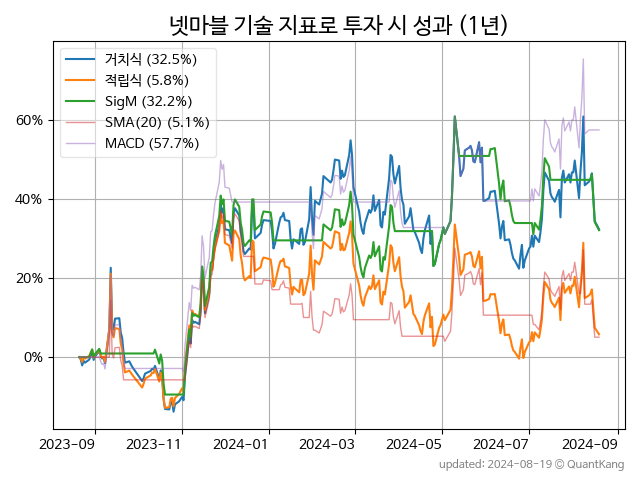 넷마블 기술 지표로 투자 시 성과 (1년)
거치식 (32.5%)
적립식 (5.8%)
SigM (32.2%)
SMA(20) (5.1%)
MACD (57.7%)
60%
40%
20%
0%
2023-09 2023-11 2024-01 2024-03 2024-05 2024-07 2024-09
updated: 2024-08-19 © QuantKang